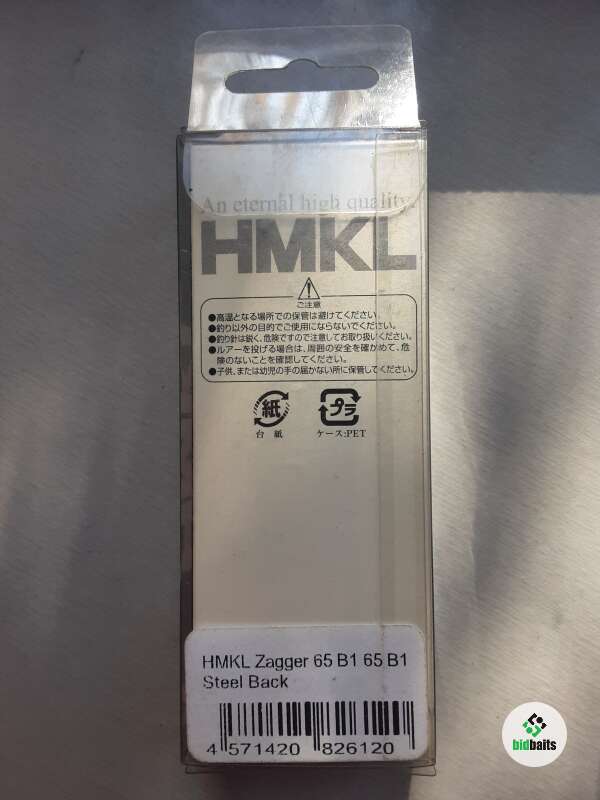 An eternal high quality.
HMKL
ご注意
●高温となる場所での保管は避けてください。
●釣り以外の目的でご使用にならないでください。
●釣り針は鋭く、危険ですので注意してお取り扱いください。
●ルアーを投げる場合は、周囲の安全を確かめて、危
険のないことを確認してください。
●子供、または幼児の手の届かない所に保管してください。
紙 プラ
台紙 ケース:PET
HMKL Zagger 65 B1 65 B1
Steel Back
4 571420 826120
bidbaits